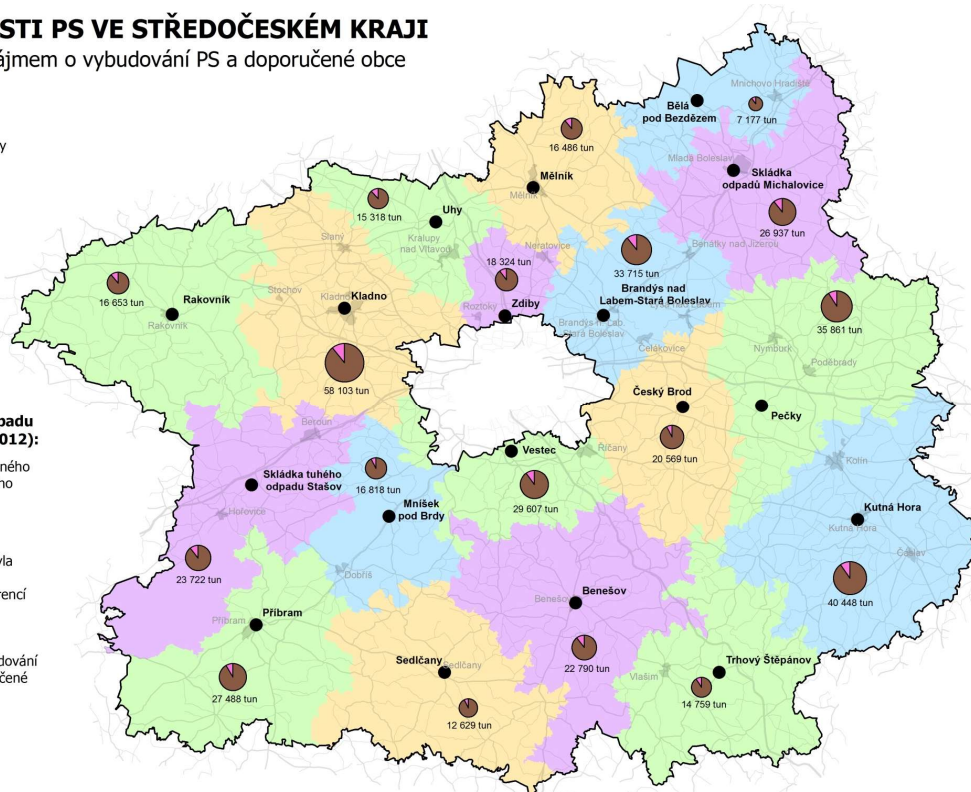 STI PS VE STŘEDOČESKÉM KRAJI
ájmem o vybudování PS a doporučené obce
y
padu
012):
ného
ho
yla
rencí
dování
čené
Mnichovo Hradiště
Bělá
pod Bezdězem
7 177 tun
16 486 tun
Mladá Boleslav
Skládka
odpadů Michalovice
Mělník
Mělník
26 937 tun
15 318 tun
Uhy
Slaný
Kralupy
nad Vltavou
Neratovice
Benátky nad Jizerou
18 324 tun
33 715 tun
16 653 tun
Rakovník
Rakovník
Stochov
Kladno
Kladno
Roztoky
Zdiby
Brandýs nad
Labem-Stará Boleslav
Brandýs n. Lab.
Stará Boleslav
Čelákovice
35 861 tun
Nymburk
Poděbrady
58 103 tun
Český Brod
Pečky
20 569 tun
Beroun
Vestec
Říčany
Kolín
Skládka tuhého
odpadu Stašov
16 818 tun
29 607 tun
Mníšek
pod Brdy
Hořovice
Kutná Hora
Kutná Hora
Čáslav
23 722 tun
Dobříš
40 448 tun
Benešov
Benešov
Příbram
Příbram
22 790 tun
Sedlčany
Sedlčany
Trhový Štěpánov
Vlašim
27 488 tun
12 629 tun
14 759 tun